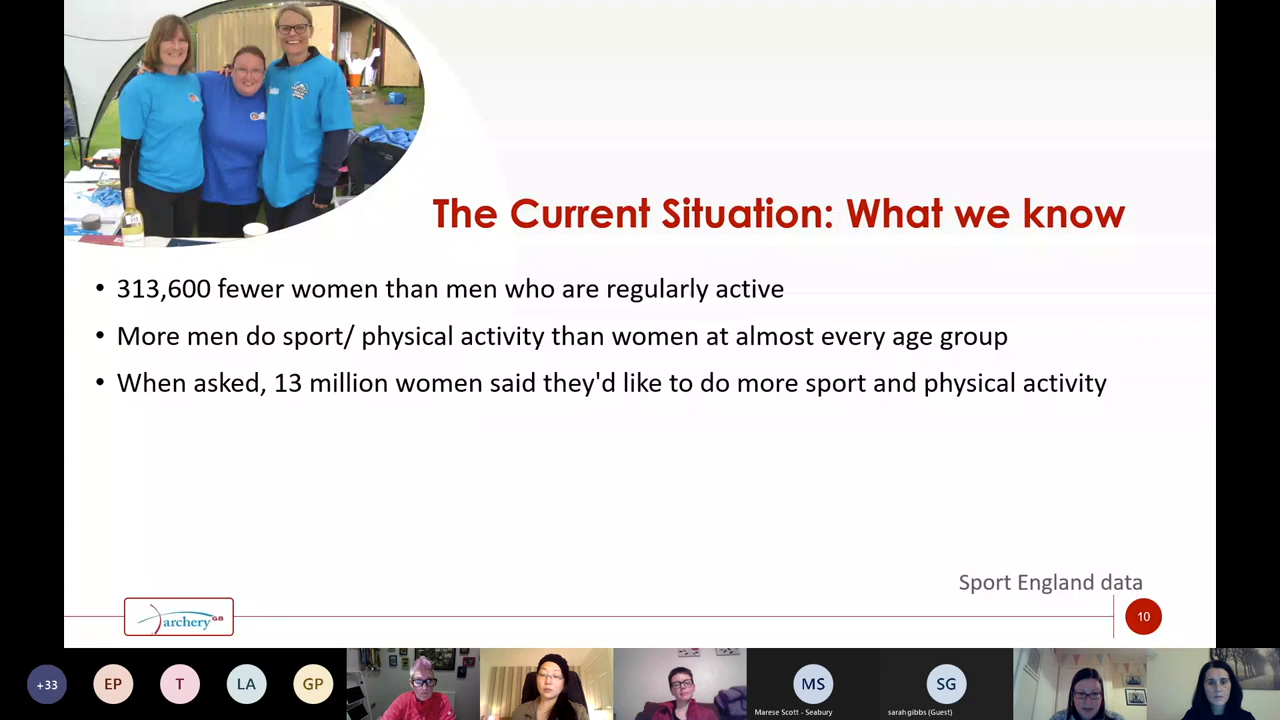 The Current Situation: What we know
• 313,600 fewer women than men who are regularly active
• More men do sport/ physical activity than women at almost every age group
• When asked, 13 million women said they'd like to do more sport and physical activity
Sport England data
archery GB
10
+33
EP
T
LA
GP
MS
Marese Scott - Seabury
SG
sarah gibbs (Guest)